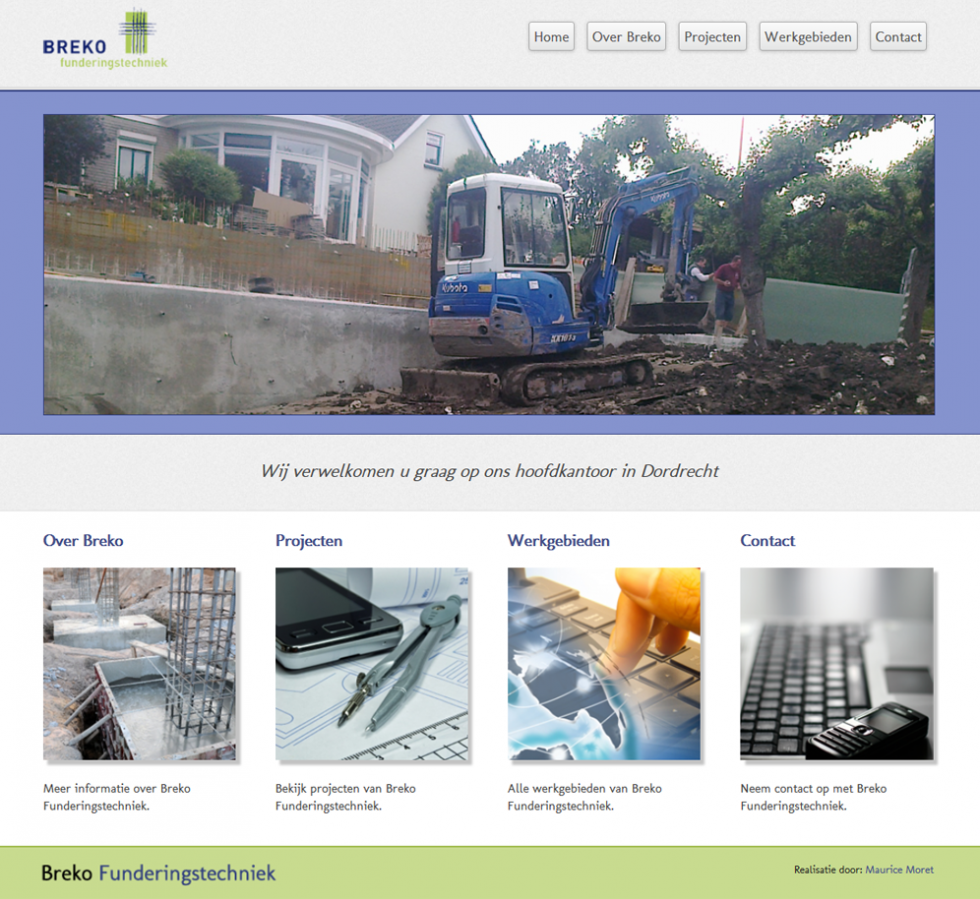 BREKO
funderingstechniek
Home
Over Breko
Projecten
Werkgebieden
Contact
Kubota
Kubota
Wij verwelkomen u graag op ons hoofdkantoor in Dordrecht
Over Breko
Projecten
Werkgebieden
Contact
Meer informatie over Breko
Funderingstechniek.
Bekijk projecten van Breko
Funderingstechniek.
Alle werkgebieden van Breko
Funderingstechniek.
Neem contact op met Breko
Funderingstechniek.
Breko Funderingstechniek
Realisatie door: Maurice Moret